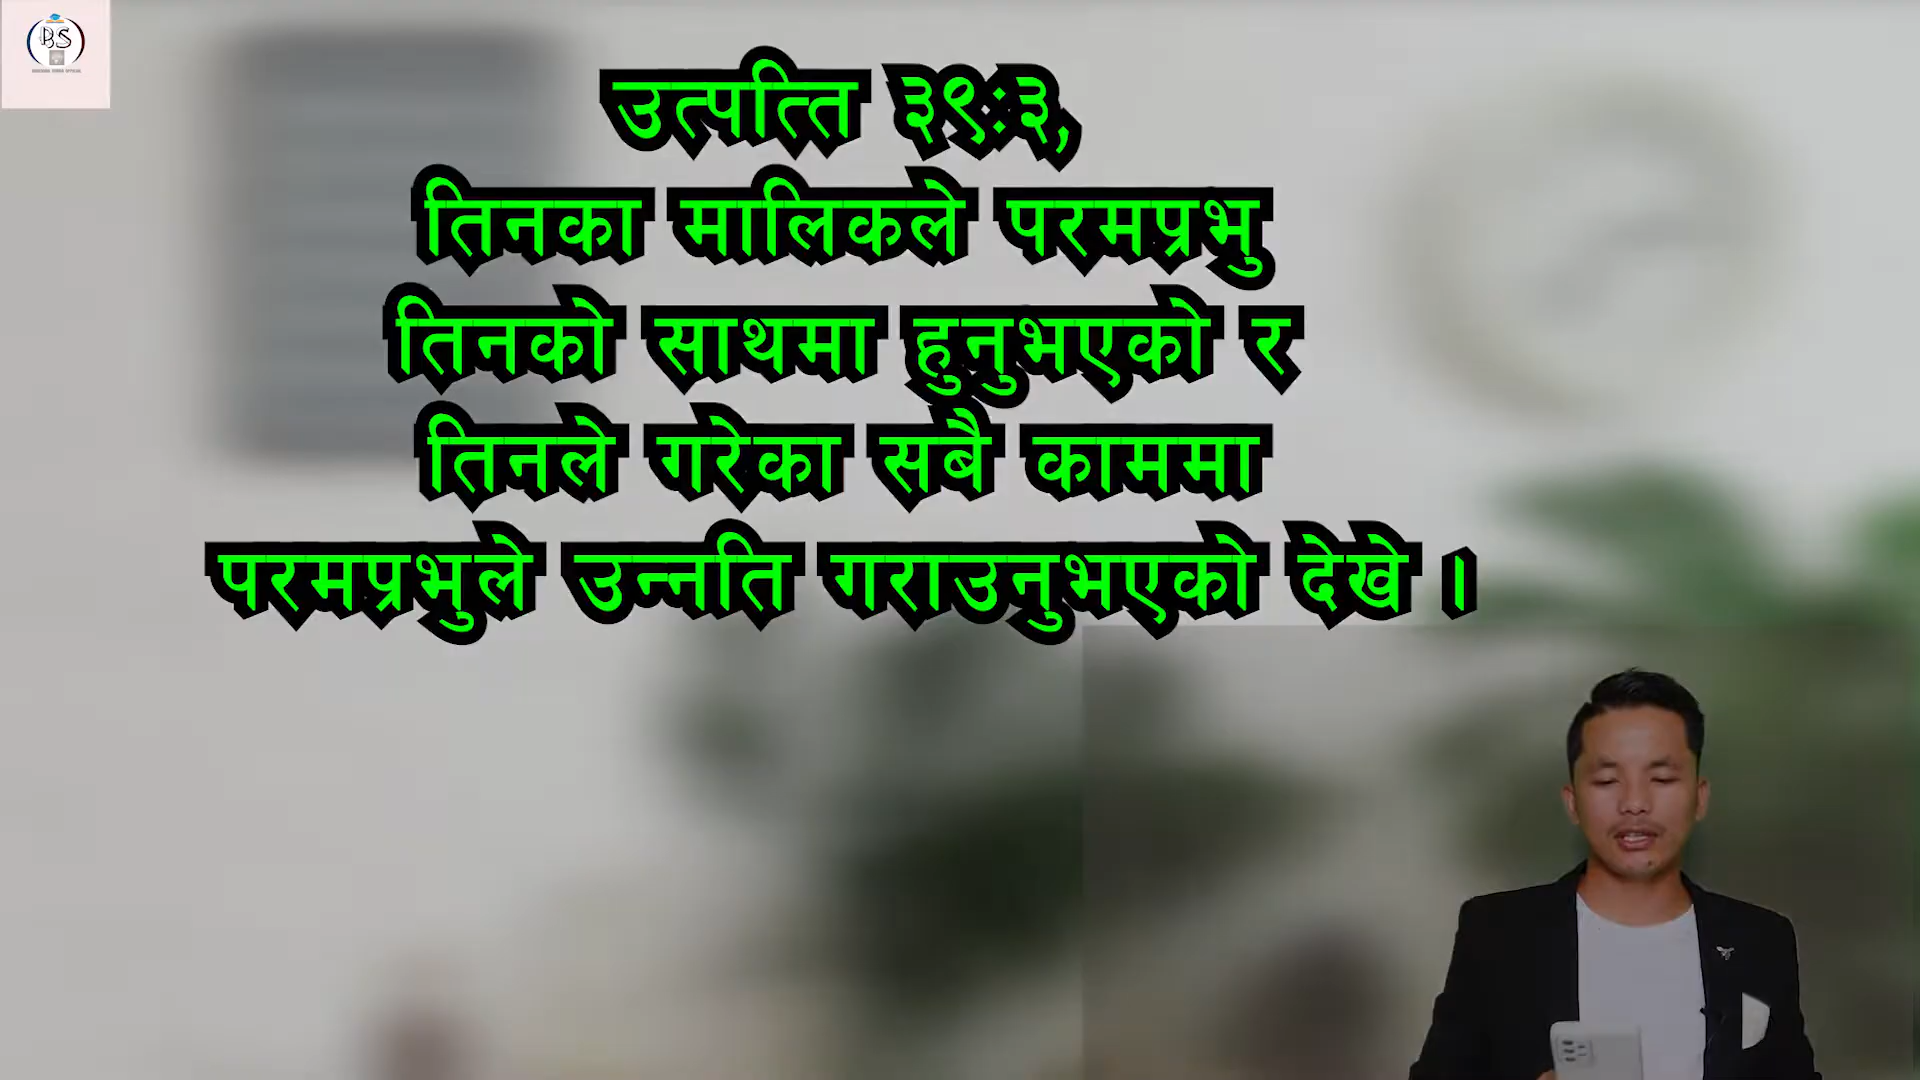 BS
उत्पत्ति ३९:३,
तिनका मालिकले परमप्रभु
तिनको साथमा हुनुभएको र
तिनले गरेका सबै काममा
परमप्रभुले उन्नति गराउनुभएको देखे ।